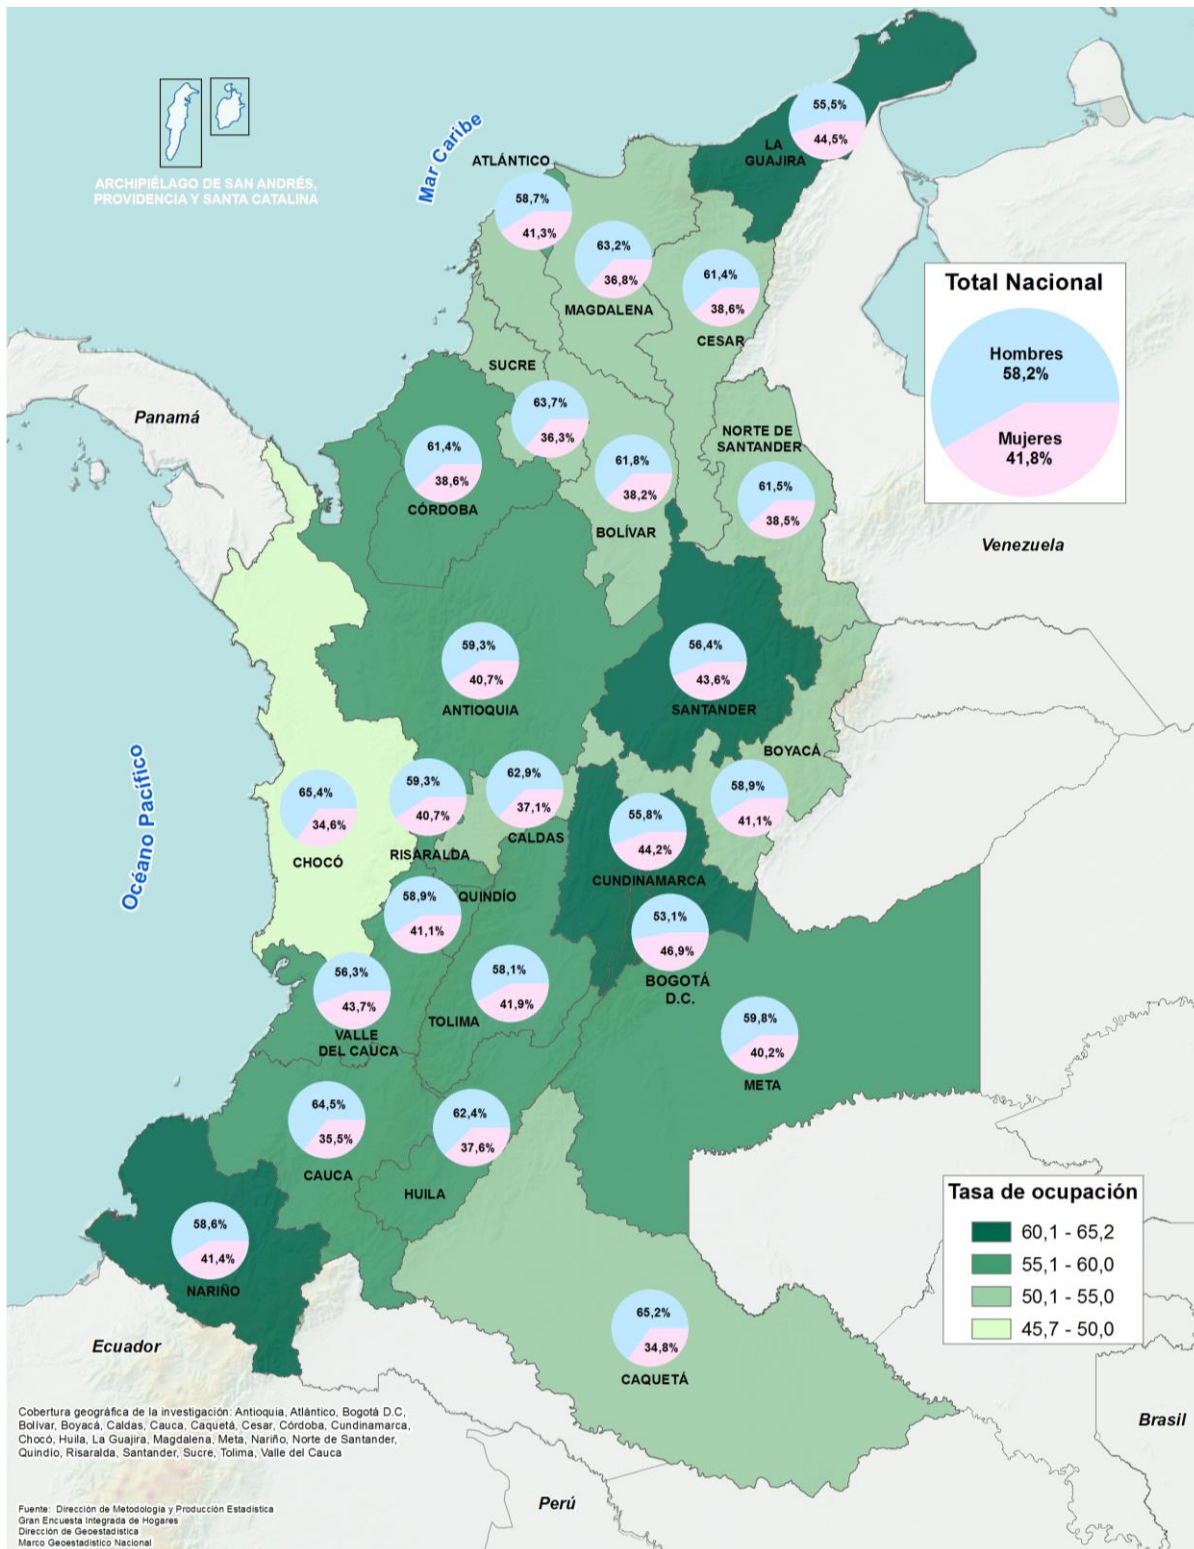 ARCHIPIÉLAGO DE SAN ANDRÉS,
PROVIDENCIA Y SANTA CATALINA
Mar Caribe
55,5%
44,5%
LA
GUAJIRA
ATLÁNTICO
58,7%
41,3%
63,2%
36,8%
MAGDALENA
61,4%
38,6%
CESAR
Total Nacional
Hombres
58,2%
Mujeres
41,8%
SUCRE
63,7%
36,3%
Panamá
61,4%
38,6%
CÓRDOBA
61,8%
38,2%
BOLÍVAR
NORTE DE
SANTANDER
61,5%
38,5%
Venezuela
59,3%
40,7%
ANTIOQUIA
56,4%
43,6%
SANTANDER
BOYACÁ
58,9%
41,1%
Océano Pacífico
65,4%
34,6%
CHOCÓ
59,3%
40,7%
RISARALDA
62,9%
37,1%
CALDAS
55,8%
44,2%
CUNDINAMARCA
QUINDÍO
58,9%
41,1%
53,1%
46,9%
BOGOTÁ
D.C.
56,3%
43,7%
VALLE
DEL CAUCA
58,1%
41,9%
TOLIMA
59,8%
40,2%
META
64,5%
35,5%
CAUCA
62,4%
37,6%
HUILA
58,6%
41,4%
NARIÑO
Tasa de ocupación
60,1 - 65,2
55,1 - 60,0
50,1 - 55,0
45,7 - 50,0
65,2%
34,8%
CAQUETÁ
Ecuador
Brasil
Perú
Cobertura geográfica de la investigación: Antioquia, Atlántico, Bogotá D.C,
Bolívar, Boyacá, Caldas, Cauca, Caquetá, Cesar, Córdoba, Cundinamarca,
Chocó, Huila, La Guajira, Magdalena, Meta, Nariño, Norte de Santander,
Quindío, Risaralda, Santander, Sucre, Tolima, Valle del Cauca
Fuente: Dirección de Metodología y Producción Estadística
Gran Encuesta Integrada de Hogares
Dirección de Geoestadística
Marco Geoestadístico Nacional